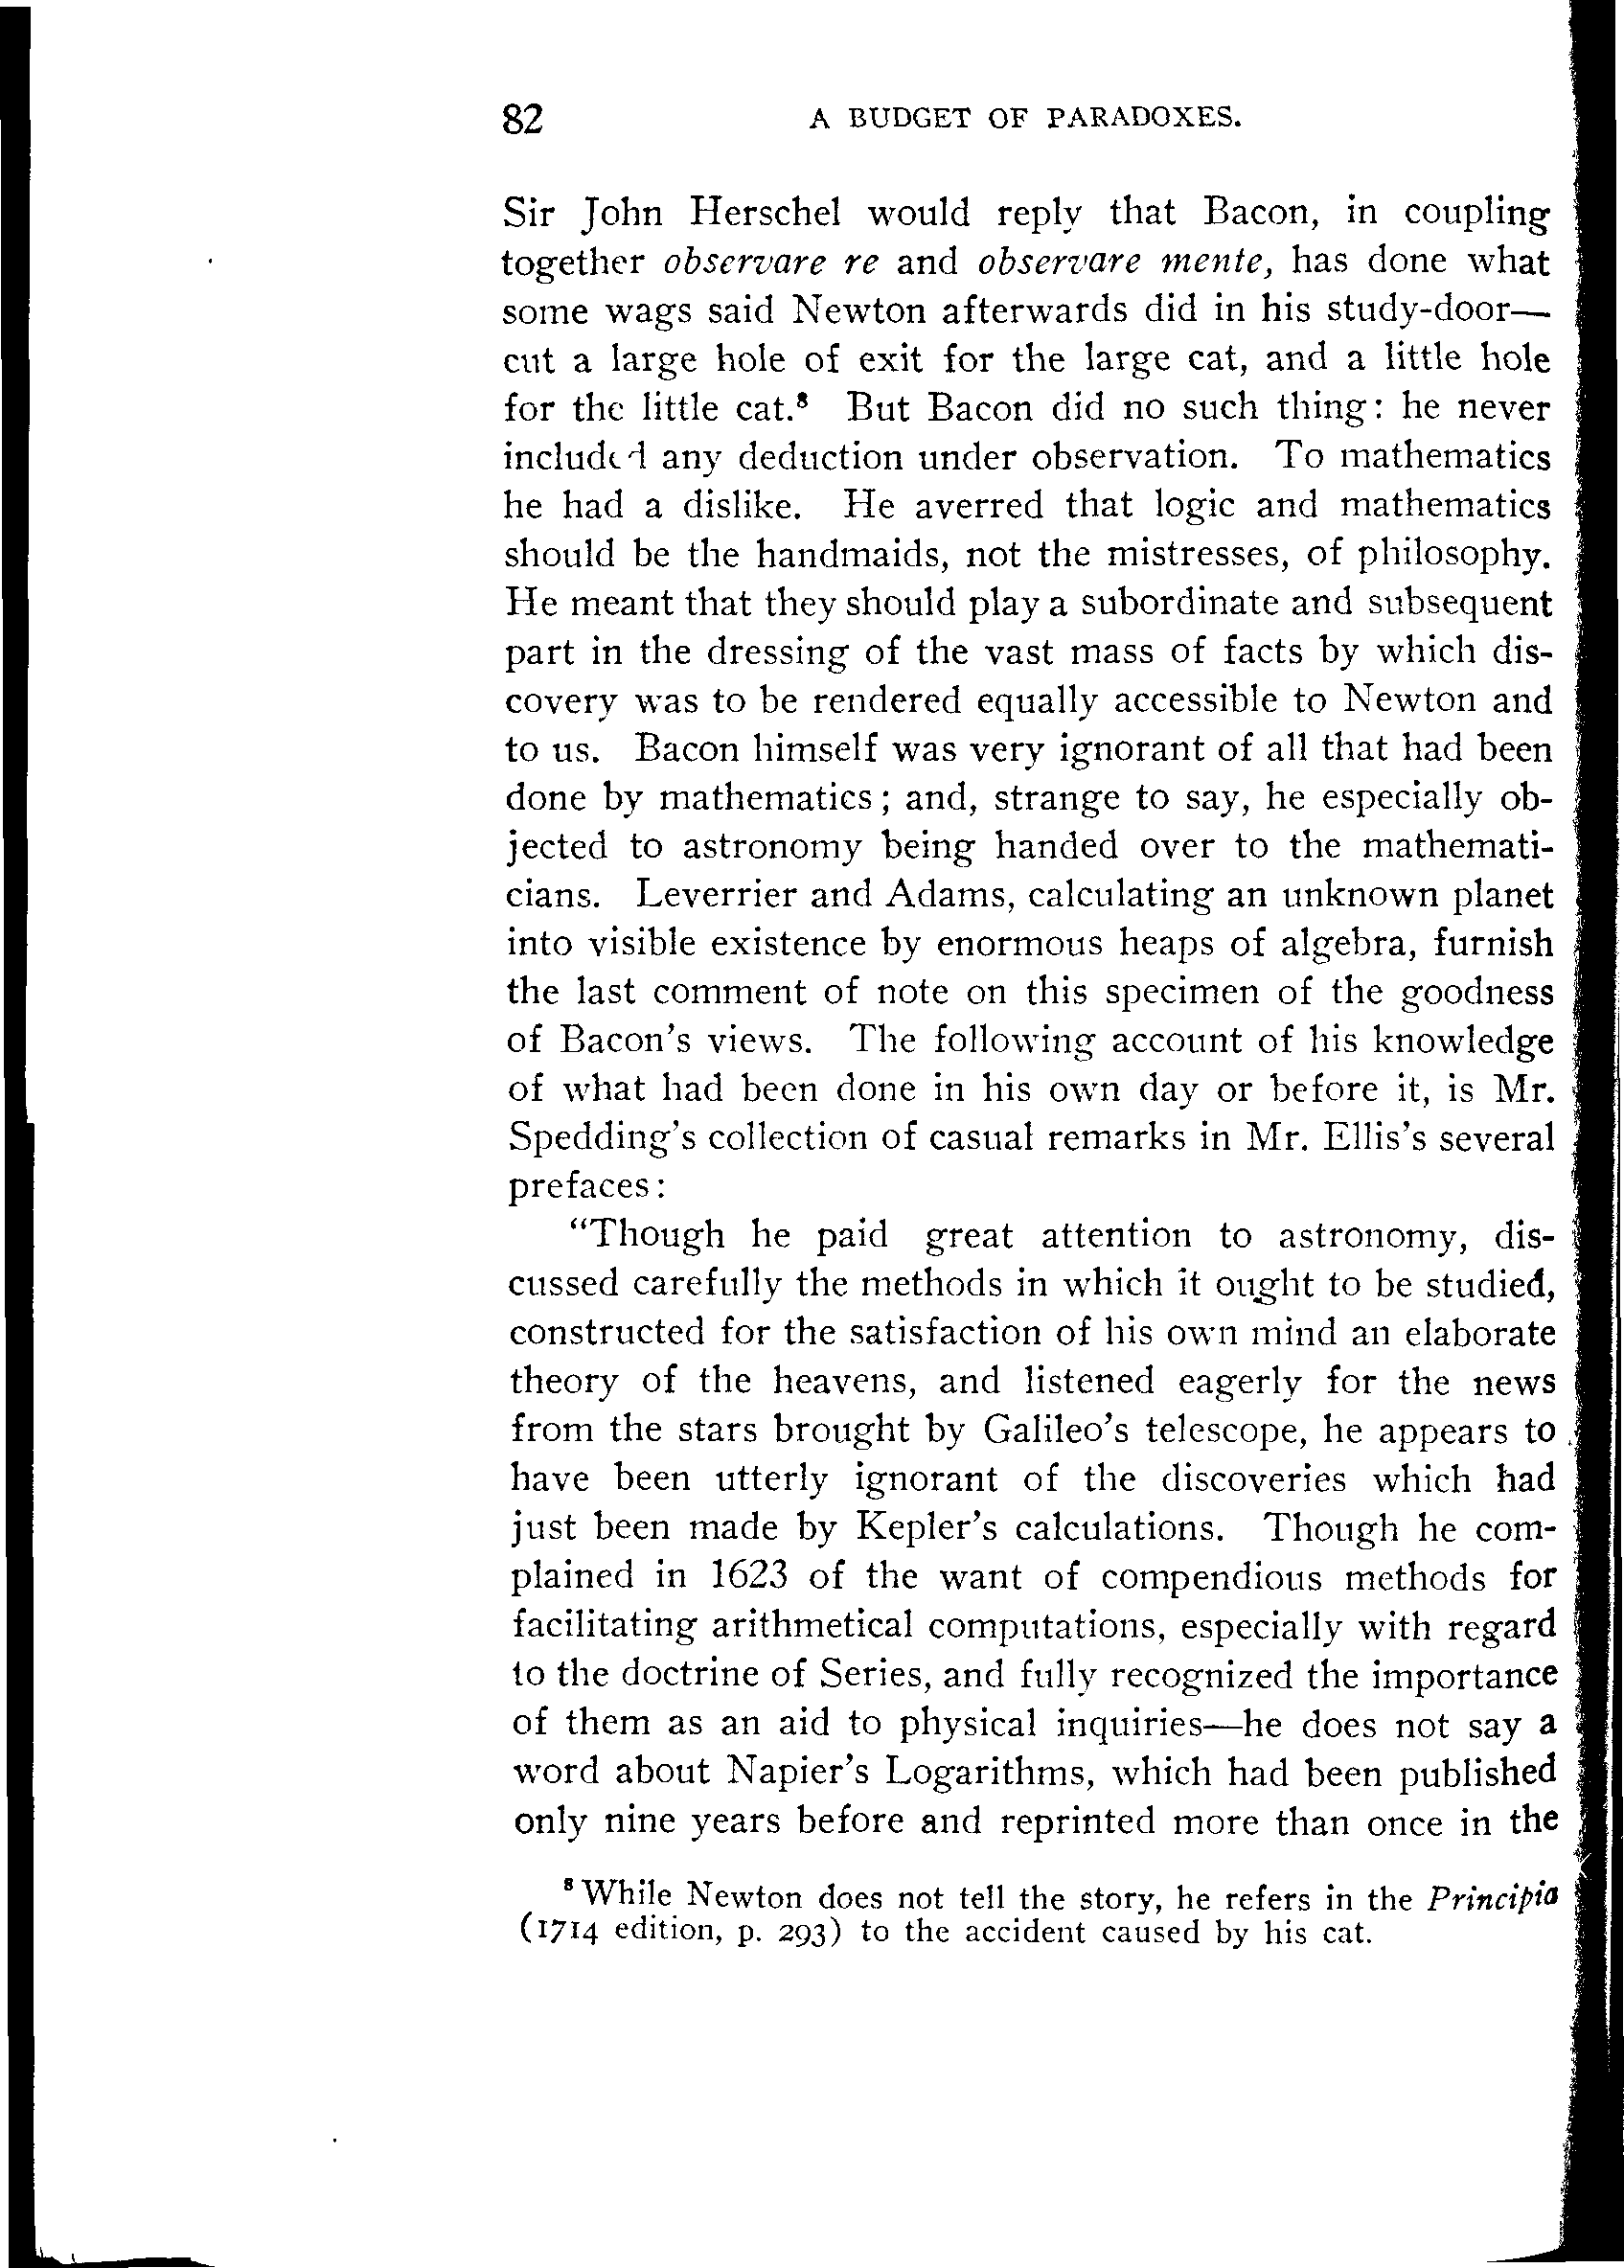 82 A BUDGET OF PARADOXES.
Sir John Herschel would reply that Bacon, in coupling
together observare re and observare mente, has done what
some wags said Newton afterwards did in his study-door—
cut a large hole of exit for the large cat, and a little hole
for the little cat.⁸ But Bacon did no such thing: he never
included any deduction under observation. To mathematics
he had a dislike. He averred that logic and mathematics
should be the handmaids, not the mistresses, of philosophy.
He meant that they should play a subordinate and subsequent
part in the dressing of the vast mass of facts by which dis-
covery was to be rendered equally accessible to Newton and
to us. Bacon himself was very ignorant of all that had been
done by mathematics; and, strange to say, he especially ob-
jected to astronomy being handed over to the mathemati-
cians. Leverrier and Adams, calculating an unknown planet
into visible existence by enormous heaps of algebra, furnish
the last comment of note on this specimen of the goodness
of Bacon's views. The following account of his knowledge
of what had been done in his own day or before it, is Mr.
Spedding's collection of casual remarks in Mr. Ellis's several
prefaces:
"Though he paid great attention to astronomy, dis-
cussed carefully the methods in which it ought to be studied,
constructed for the satisfaction of his own mind an elaborate
theory of the heavens, and listened eagerly for the news
from the stars brought by Galileo's telescope, he appears to
have been utterly ignorant of the discoveries which had
just been made by Kepler's calculations. Though he com-
plained in 1623 of the want of compendious methods for
facilitating arithmetical computations, especially with regard
to the doctrine of Series, and fully recognized the importance
of them as an aid to physical inquiries—he does not say a
word about Napier's Logarithms, which had been published
only nine years before and reprinted more than once in the
⁸ While Newton does not tell the story, he refers in the Principia
(1714 edition, p. 293) to the accident caused by his cat.